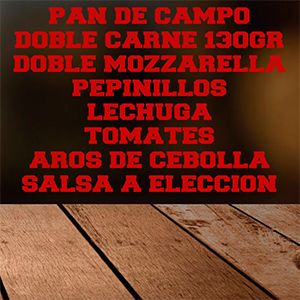 PAN DE CAMPO
DOBLE CARNE 130GR
DOBLE MOZZARELLA
PEPINILLOS
LECHUGA
TOMATES
AROS DE CEBOLLA
SALSA A ELECCION